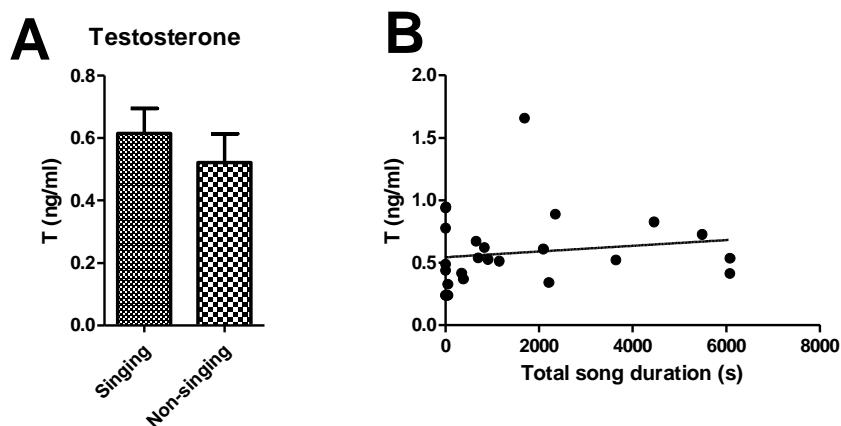 A
Testosterone
T (ng/ml)
0.8
0.6
0.4
0.2
0.0
Singing
Non-singing
B
T (ng/ml)
2.0
1.5
1.0
0.5
0.0
0 2000 4000 6000 8000
Total song duration (s)